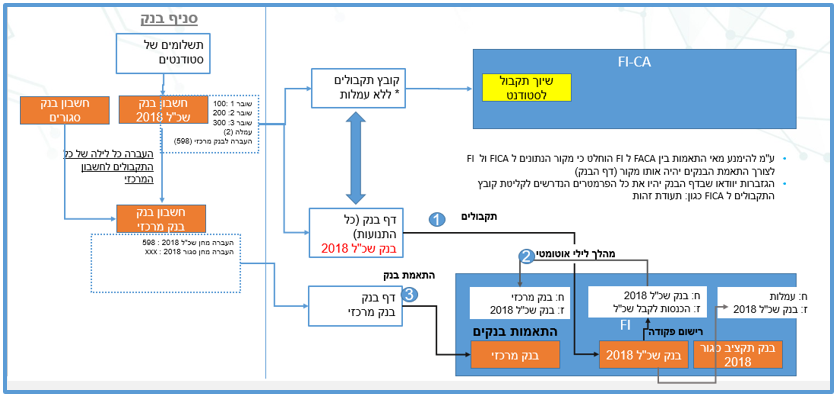 סניף בנק
תשלומים של
סטודנטים
חשבון בנק
סגורים
חשבון בנק
שכ"ל 2018
שובר 1 :100
שובר 2: 200
שובר 3: 300
עמלה (2)
העברה לבנק מרכזי (598)
העברה כל לילה של כל
התקבולים לחשבון
המרכזי
חשבון בנק
בנק מרכזי
העברה מחן שכ"ל 2018 : 598
העברה מחן סגור 2018 : xxx
קובץ תקבולים
* ללא עמלות
דף בנק (כל
התנועות)
בנק שכ"ל 2018
דף בנק
בנק מרכזי
FI-CA
שיוך תקבול
לסטודנט
• ע"מ להימנע מאי התאמות בין FACA ל FI הוחלט כי מקור הנתונים ל FICA ול FI
לצורך התאמת הבנקים יהיה אותו מקור (דף הבנק)
• הגזברות יוודאו שבדף הבנק יהיו את כל הפרמטרים הנדרשים לקליטת קובץ
התקבולים ל FICA כגון: תעודת זהות
1
תקבולים
2
מהלך לילי אוטומטי
התאמת בנק
3
ח: בנק מרכזי
ז: בנק שכ"ל 2018
ח: בנק שכ"ל 2018
ז: הכנסות לקבל שכ"ל
ח: עמלות
ז: בנק שכ"ל 2018
FI
התאמות בנקים
רישום פקודה
בנק מרכזי
בנק שכ"ל 2018
בנק תקציב סגור
2018